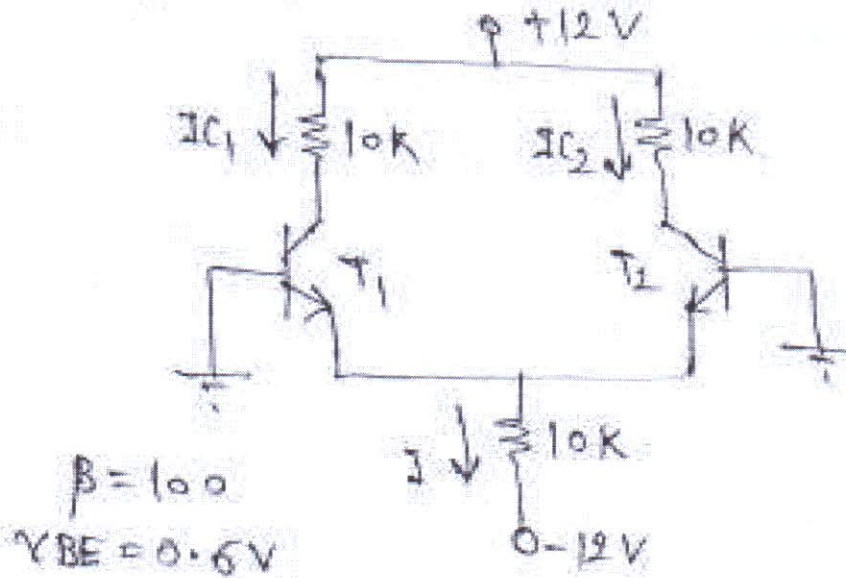 +12V
IC₁ 10K IC₂ 10K
T₁ T₂
I 10K
β=100
VBE=0.6V
-12V